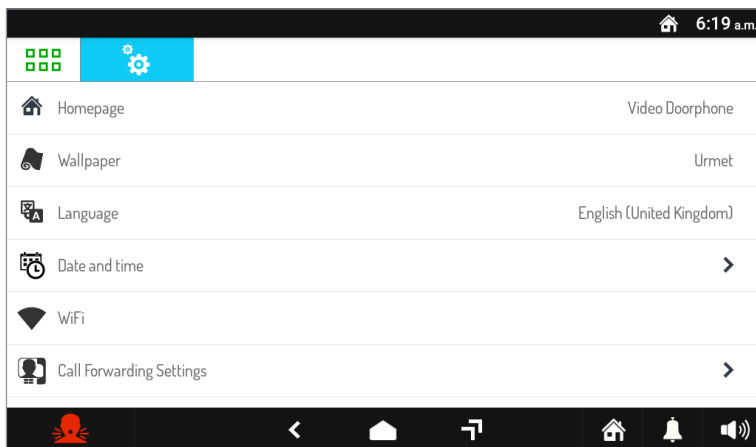 6:19 a.m.
Homepage Video Doorphone
Wallpaper Urmet
Language English (United Kingdom)
Date and time
WiFi
Call Forwarding Settings